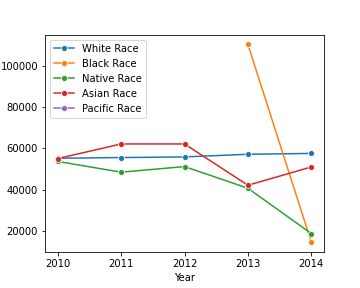 White Race
Black Race
Native Race
Asian Race
Pacific Race
100000
80000
60000
40000
20000
2010 2011 2012 2013 2014
Year